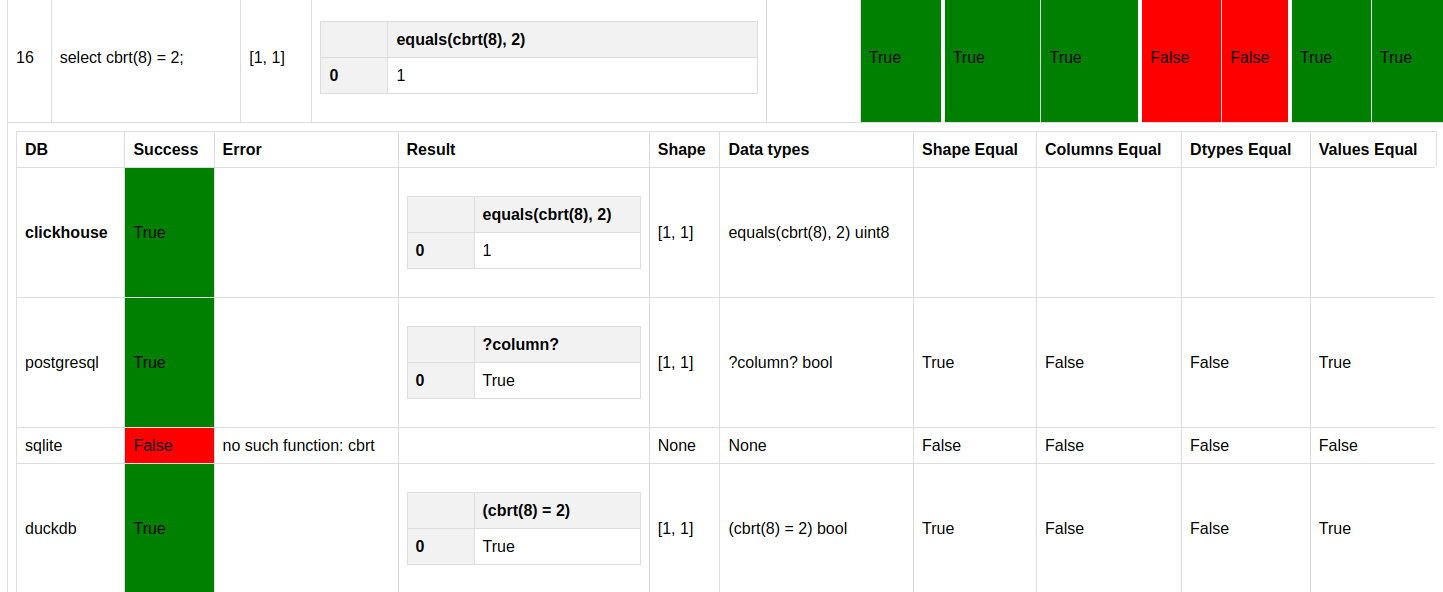 equals(cbrt(8), 2)
16 select cbrt(8) = 2; [1, 1] True True True False False True True
0 1
DB Success Error Result Shape Data types Shape Equal Columns Equal Dtypes Equal Values Equal
equals(cbrt(8), 2)
clickhouse True [1, 1] equals(cbrt(8), 2) uint8
0 1
?column?
postgresql True [1, 1] ?column? bool True False False True
0 True
sqlite False no such function: cbrt None None False False False False
(cbrt(8) = 2)
duckdb True [1, 1] (cbrt(8) = 2) bool True False False True
0 True